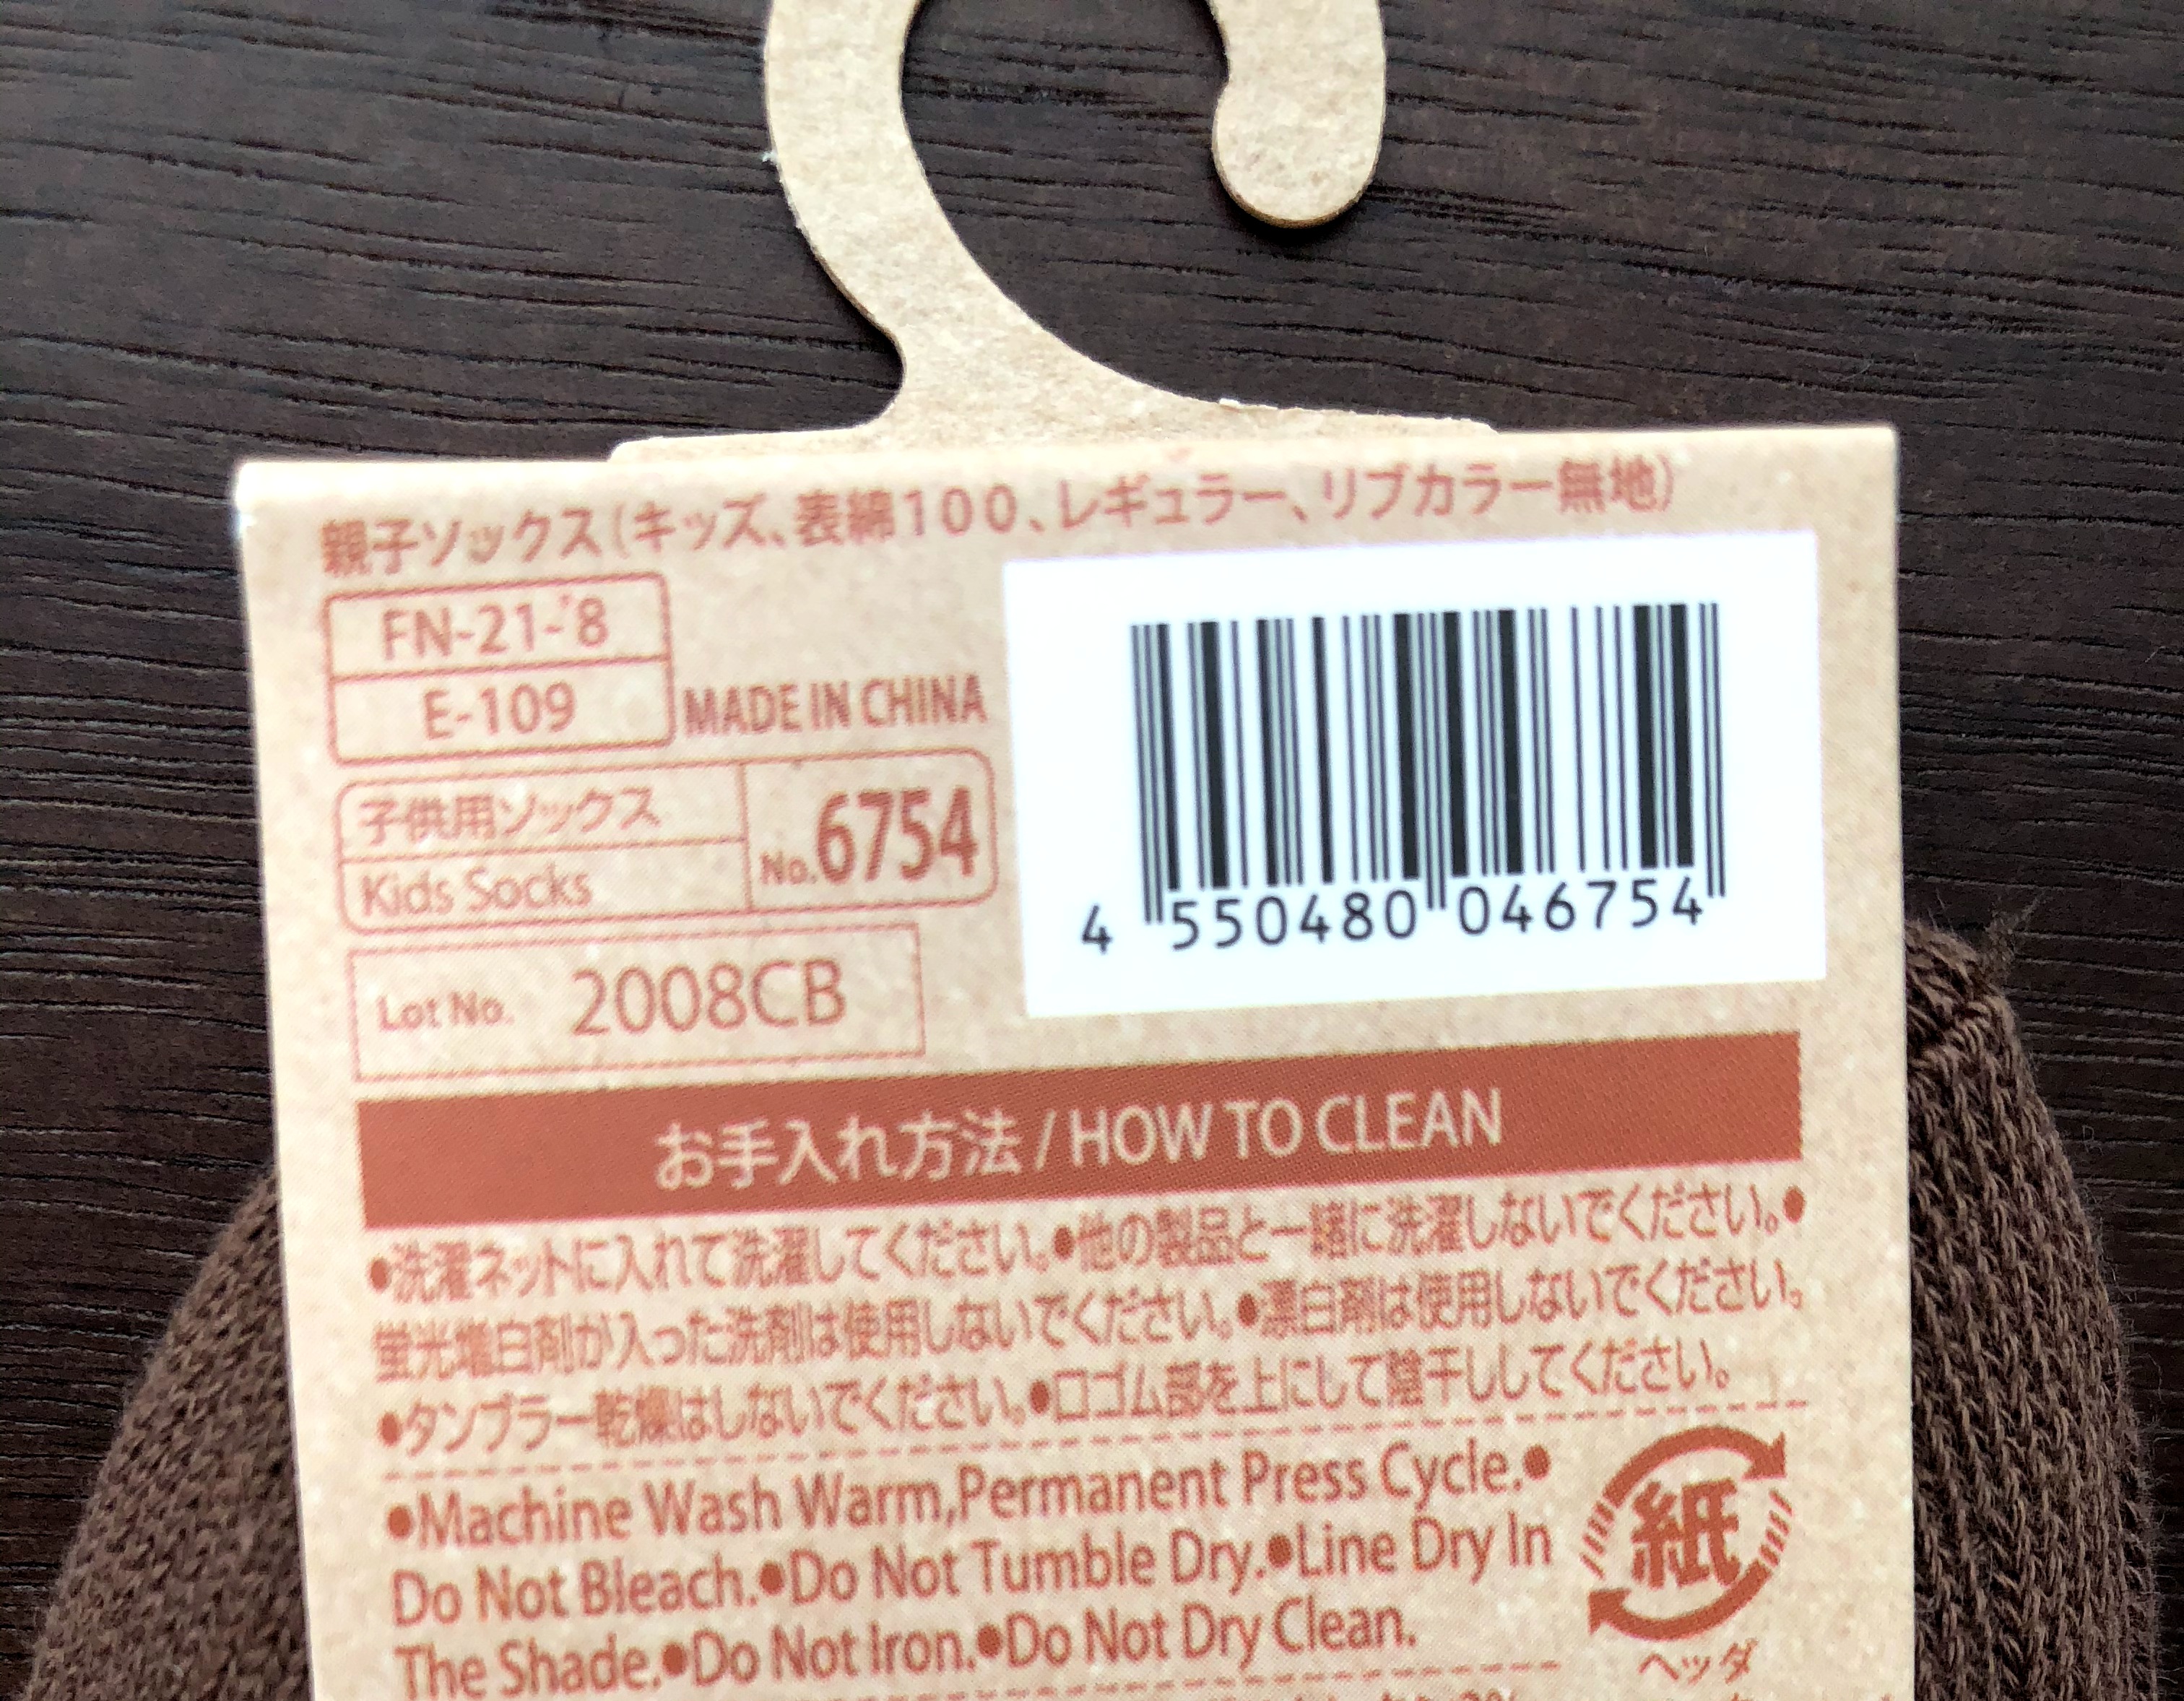 親子ソックス(キッズ、表綿100、レギュラー、リブカラー無地)
FN-21-'8
E-109
MADE IN CHINA
子供用ソックス
Kids Socks
No.6754
Lot No. 2008CB
4 550480 046754
お手入れ方法 / HOW TO CLEAN
●洗濯ネットに入れて洗濯してください。●他の製品と一緒に洗濯しないでください。●
蛍光増白剤が入った洗剤は使用しないでください。●漂白剤は使用しないでください。
●タンブラー乾燥はしないでください。●口ゴム部を上にして陰干ししてください。
●Machine Wash Warm,Permanent Press Cycle.●
Do Not Bleach.●Do Not Tumble Dry.●Line Dry In
The Shade.●Do Not Iron.●Do Not Dry Clean.
紙
ヘッダ